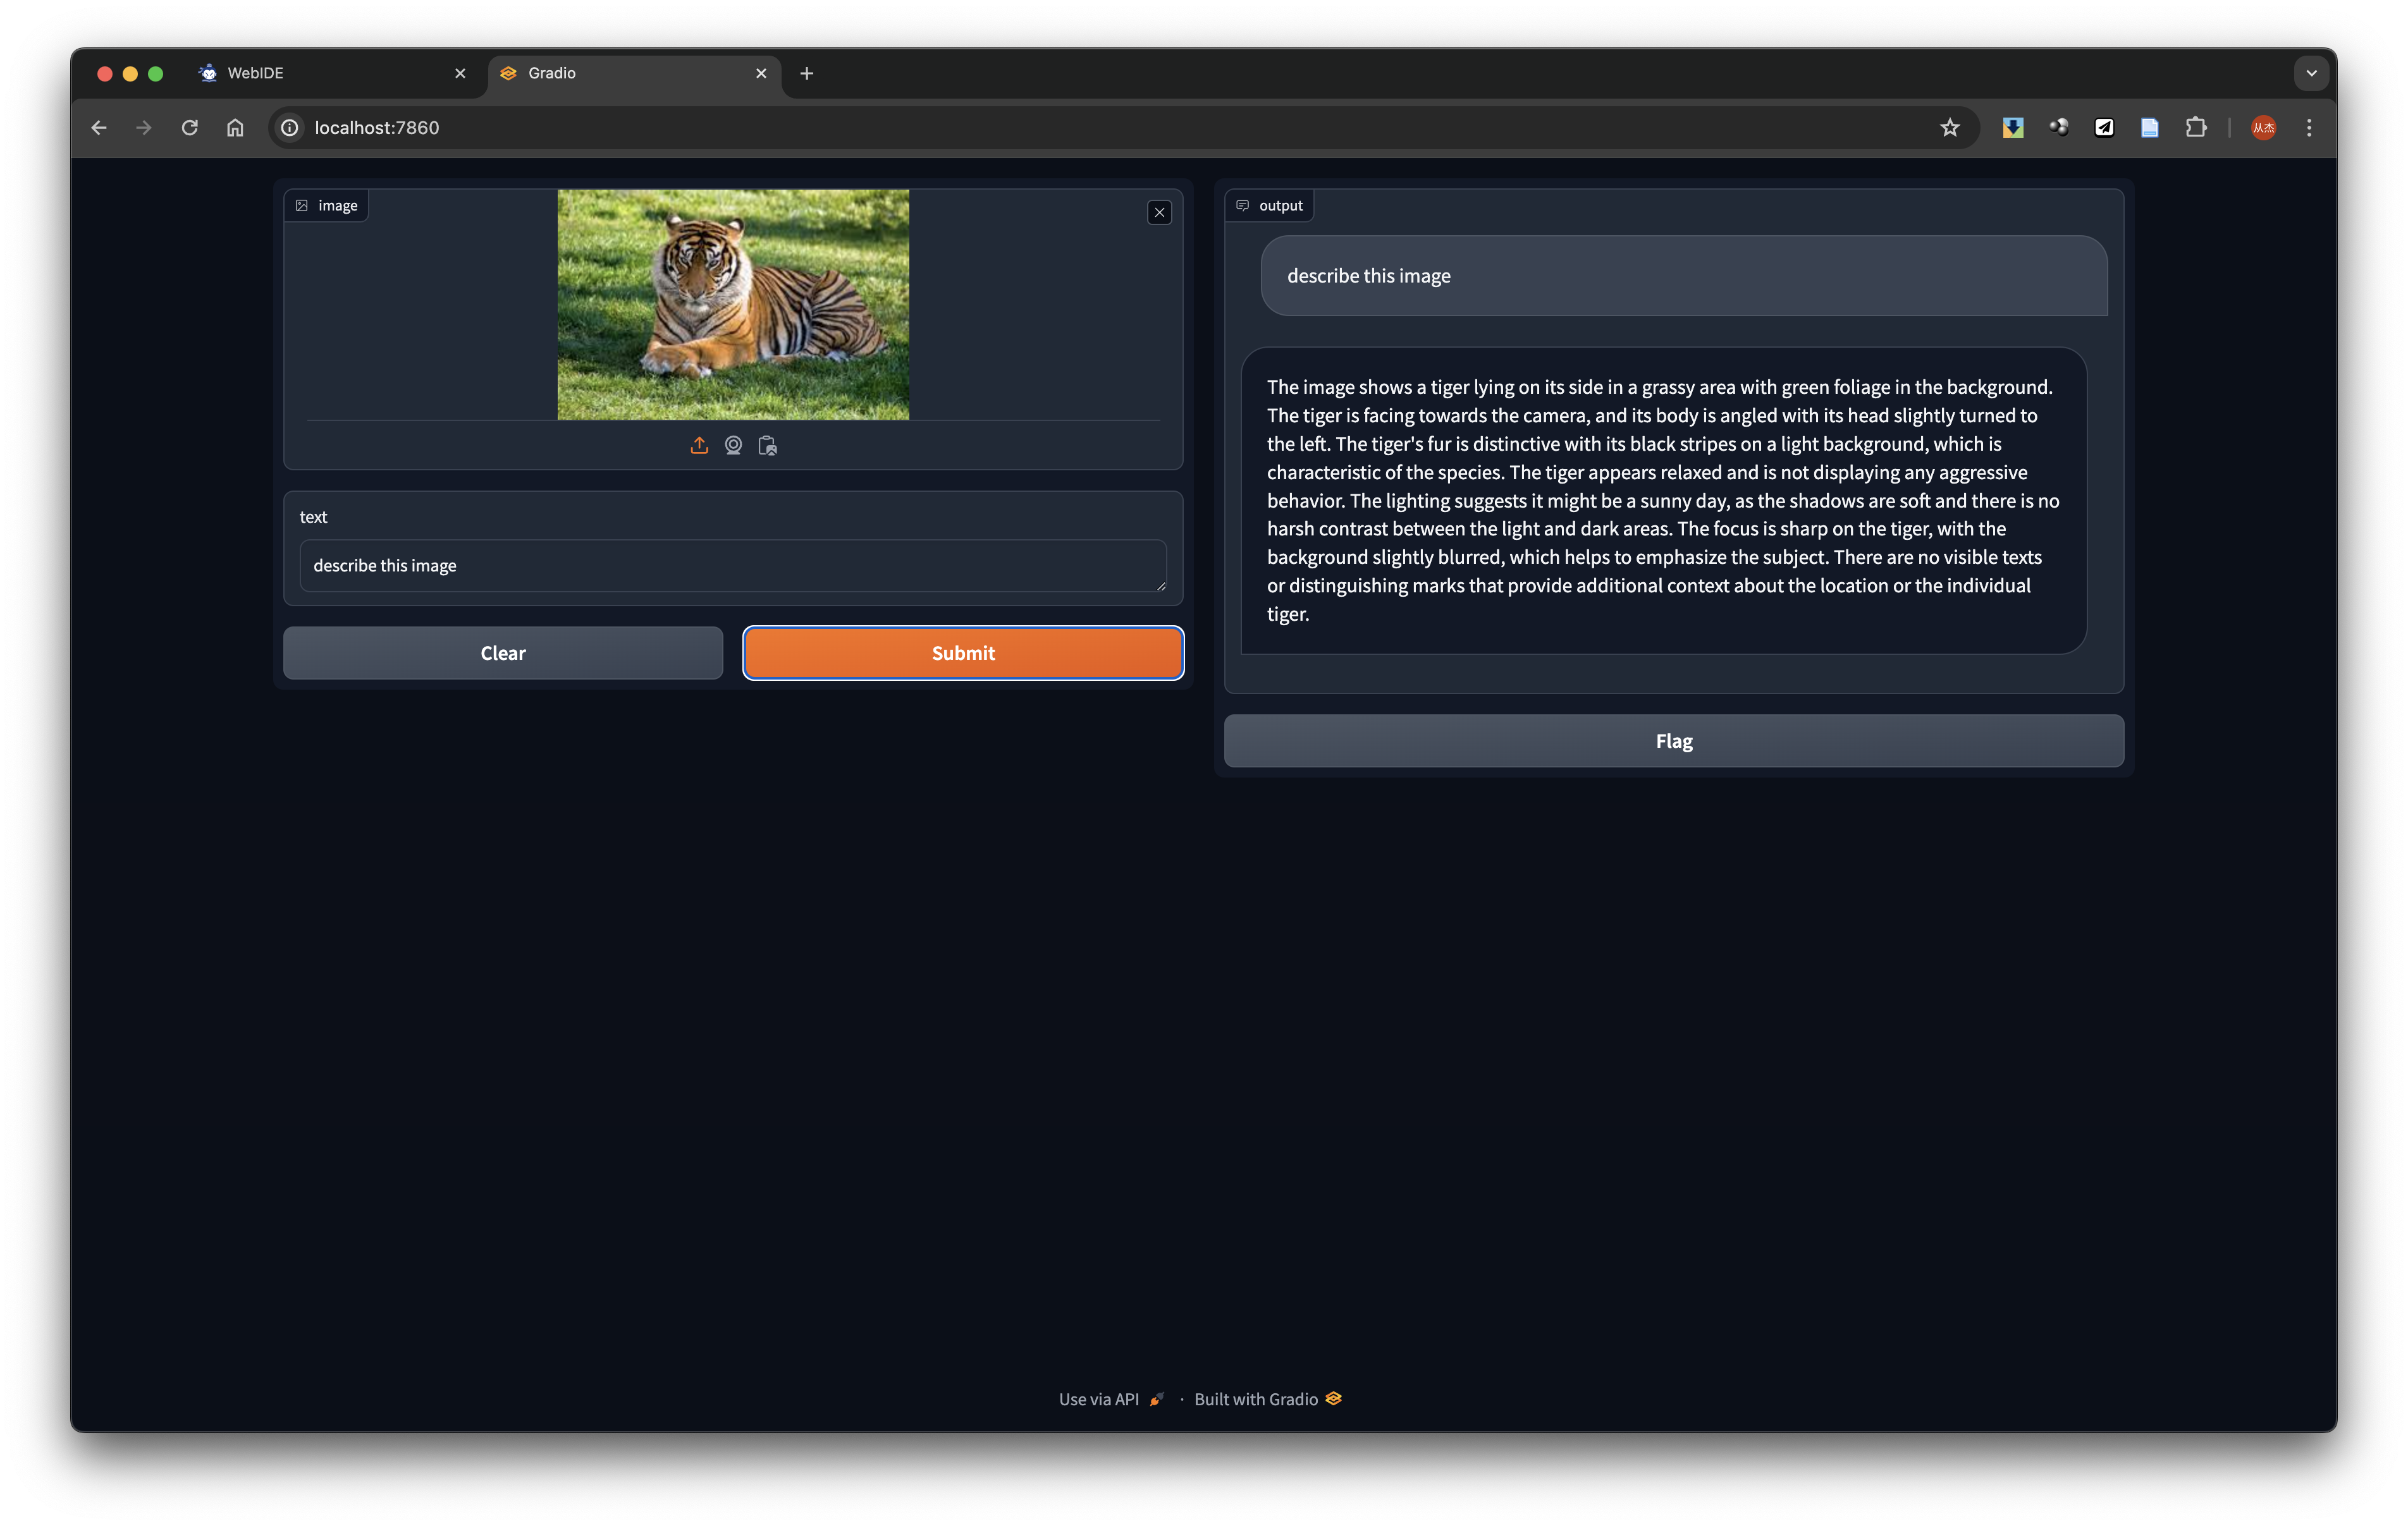 WebIDE
Gradio
localhost:7860
从杰
image
text
describe this image
Clear
Submit
output
describe this image
The image shows a tiger lying on its side in a grassy area with green foliage in the background.
The tiger is facing towards the camera, and its body is angled with its head slightly turned to
the left. The tiger's fur is distinctive with its black stripes on a light background, which is
characteristic of the species. The tiger appears relaxed and is not displaying any aggressive
behavior. The lighting suggests it might be a sunny day, as the shadows are soft and there is no
harsh contrast between the light and dark areas. The focus is sharp on the tiger, with the
background slightly blurred, which helps to emphasize the subject. There are no visible texts
or distinguishing marks that provide additional context about the location or the individual
tiger.
Flag
Use via API · Built with Gradio